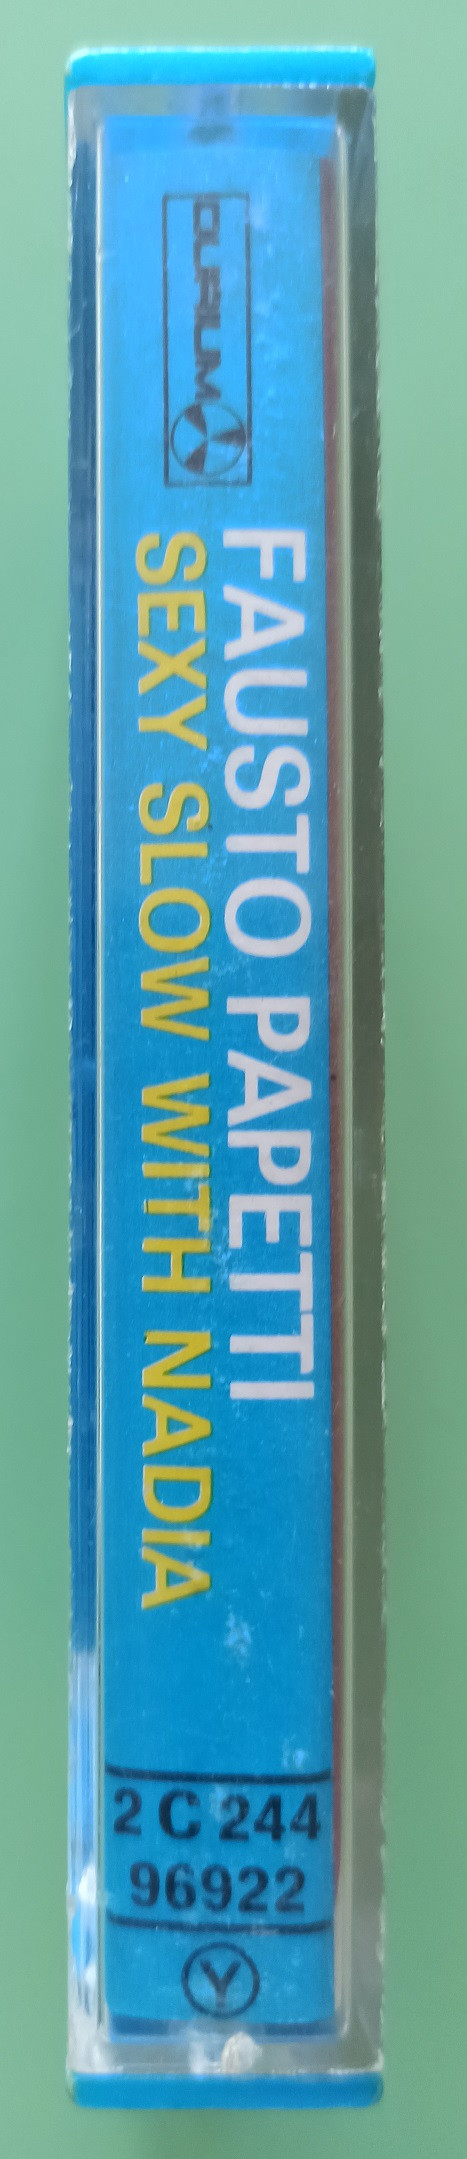 DURIUM
FAUSTO PAPETTI
SEXY SLOW WITH NADIA
2 C 244
96922
Y